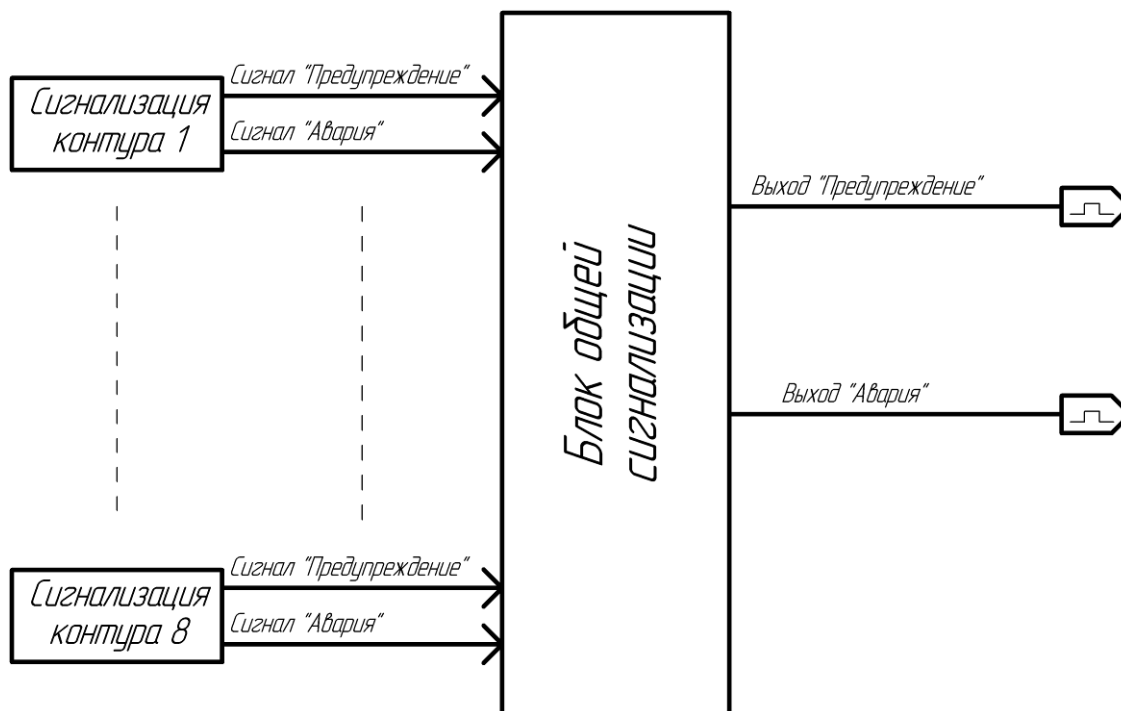 Сигнализация
контура 1
Сигнал "Предупреждение"
Сигнал "Авария"
Блок общей
сигнализации
Выход "Предупреждение"
Выход "Авария"
Сигнализация
контура 8
Сигнал "Предупреждение"
Сигнал "Авария"